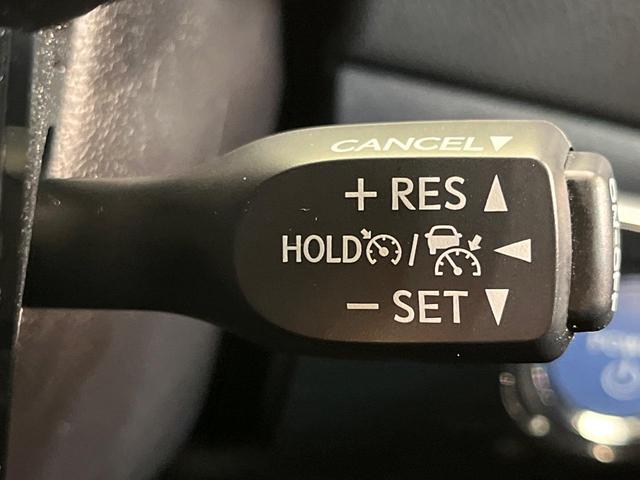 CANCEL▼
+ RES ▲
HOLD / ◀
− SET ▼